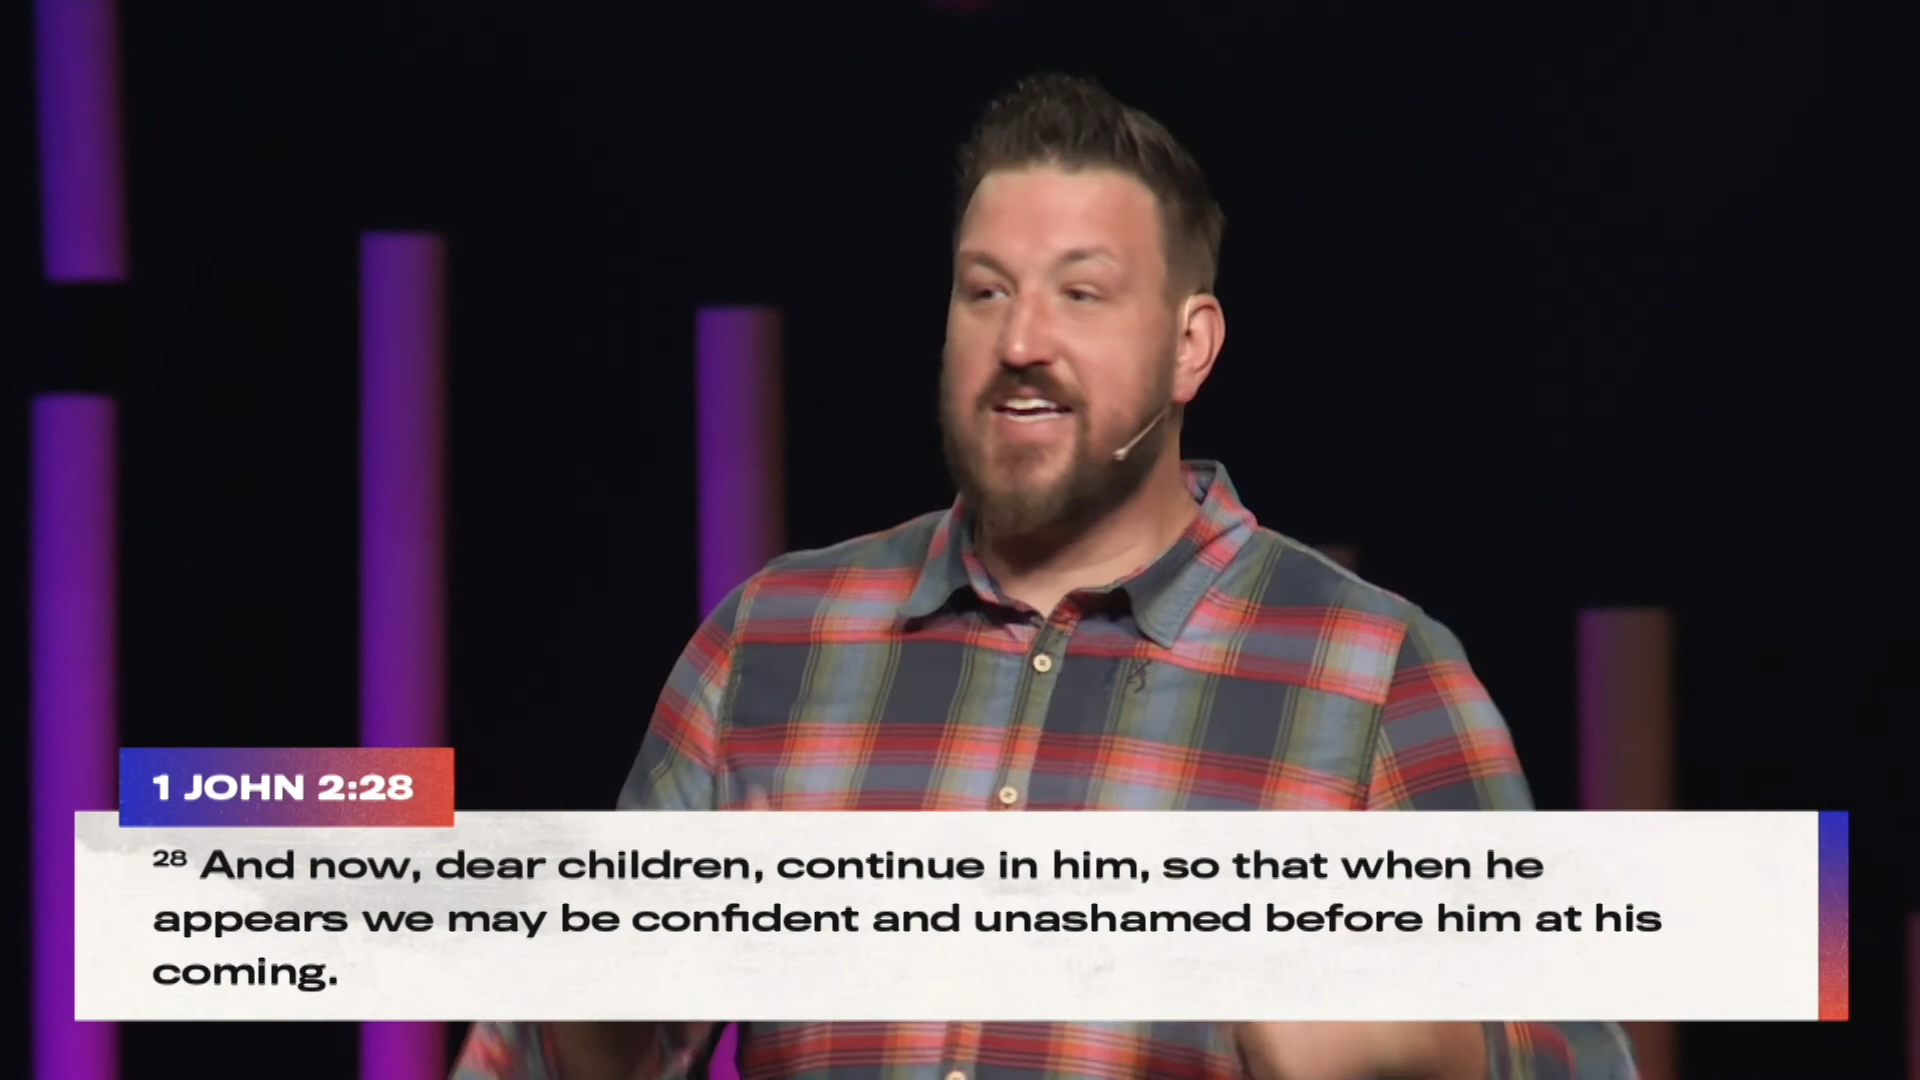 1 JOHN 2:28
28 And now, dear children, continue in him, so that when he
appears we may be confident and unashamed before him at his
coming.